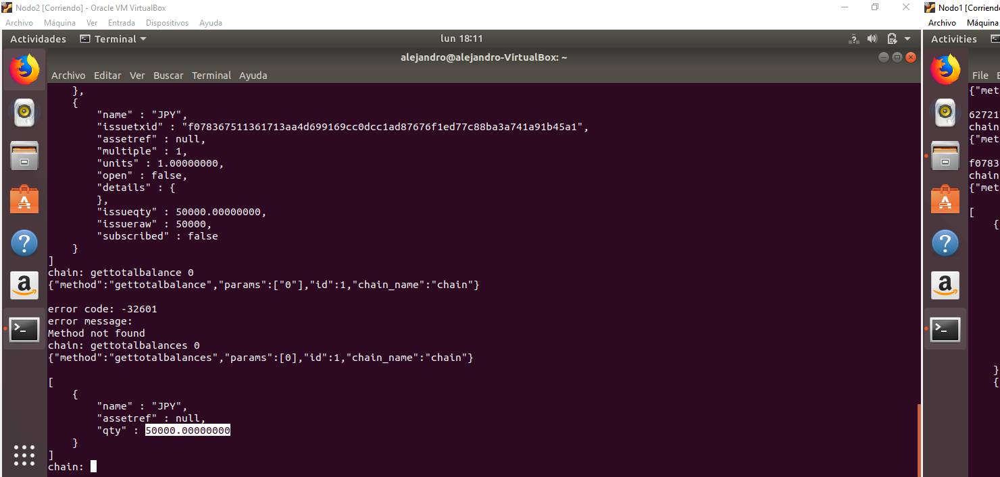 Nodo2 [Corriendo] - Oracle VM VirtualBox
Archivo Máquina Ver Entrada Dispositivos Ayuda
Actividades Terminal lun 18:11
alejandro@alejandro-VirtualBox: ~
Archivo Editar Ver Buscar Terminal Ayuda
},
{
"name" : "JPY",
"issuetxid" : "f078367511361713aa4d699169cc0dcc1ad87676f1ed77c88ba3a741a91b45a1",
"assetref" : null,
"multiple" : 1,
"units" : 1.00000000,
"open" : false,
"details" : {
},
"issueqty" : 50000.00000000,
"issueraw" : 50000,
"subscribed" : false
}
]
chain: gettotalbalance 0
{"method":"gettotalbalance","params":["0"],"id":1,"chain_name":"chain"}
error code: -32601
error message:
Method not found
chain: gettotalbalances 0
{"method":"gettotalbalances","params":[0],"id":1,"chain_name":"chain"}
[
{
"name" : "JPY",
"assetref" : null,
"qty" : 50000.00000000
}
]
chain:
Nodo1 [Corriendo
Archivo Máquina
Activities
File
{"met
62721
chain
{"met
f0783
chain
{"met
[
{
}
{